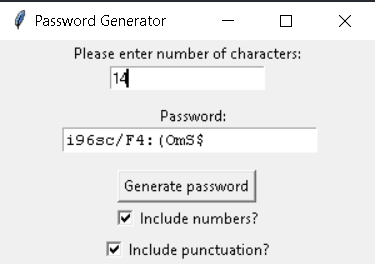 Password Generator
Please enter number of characters:
14
Password:
i96sc/F4:(OmS$
Generate password
Include numbers?
Include punctuation?